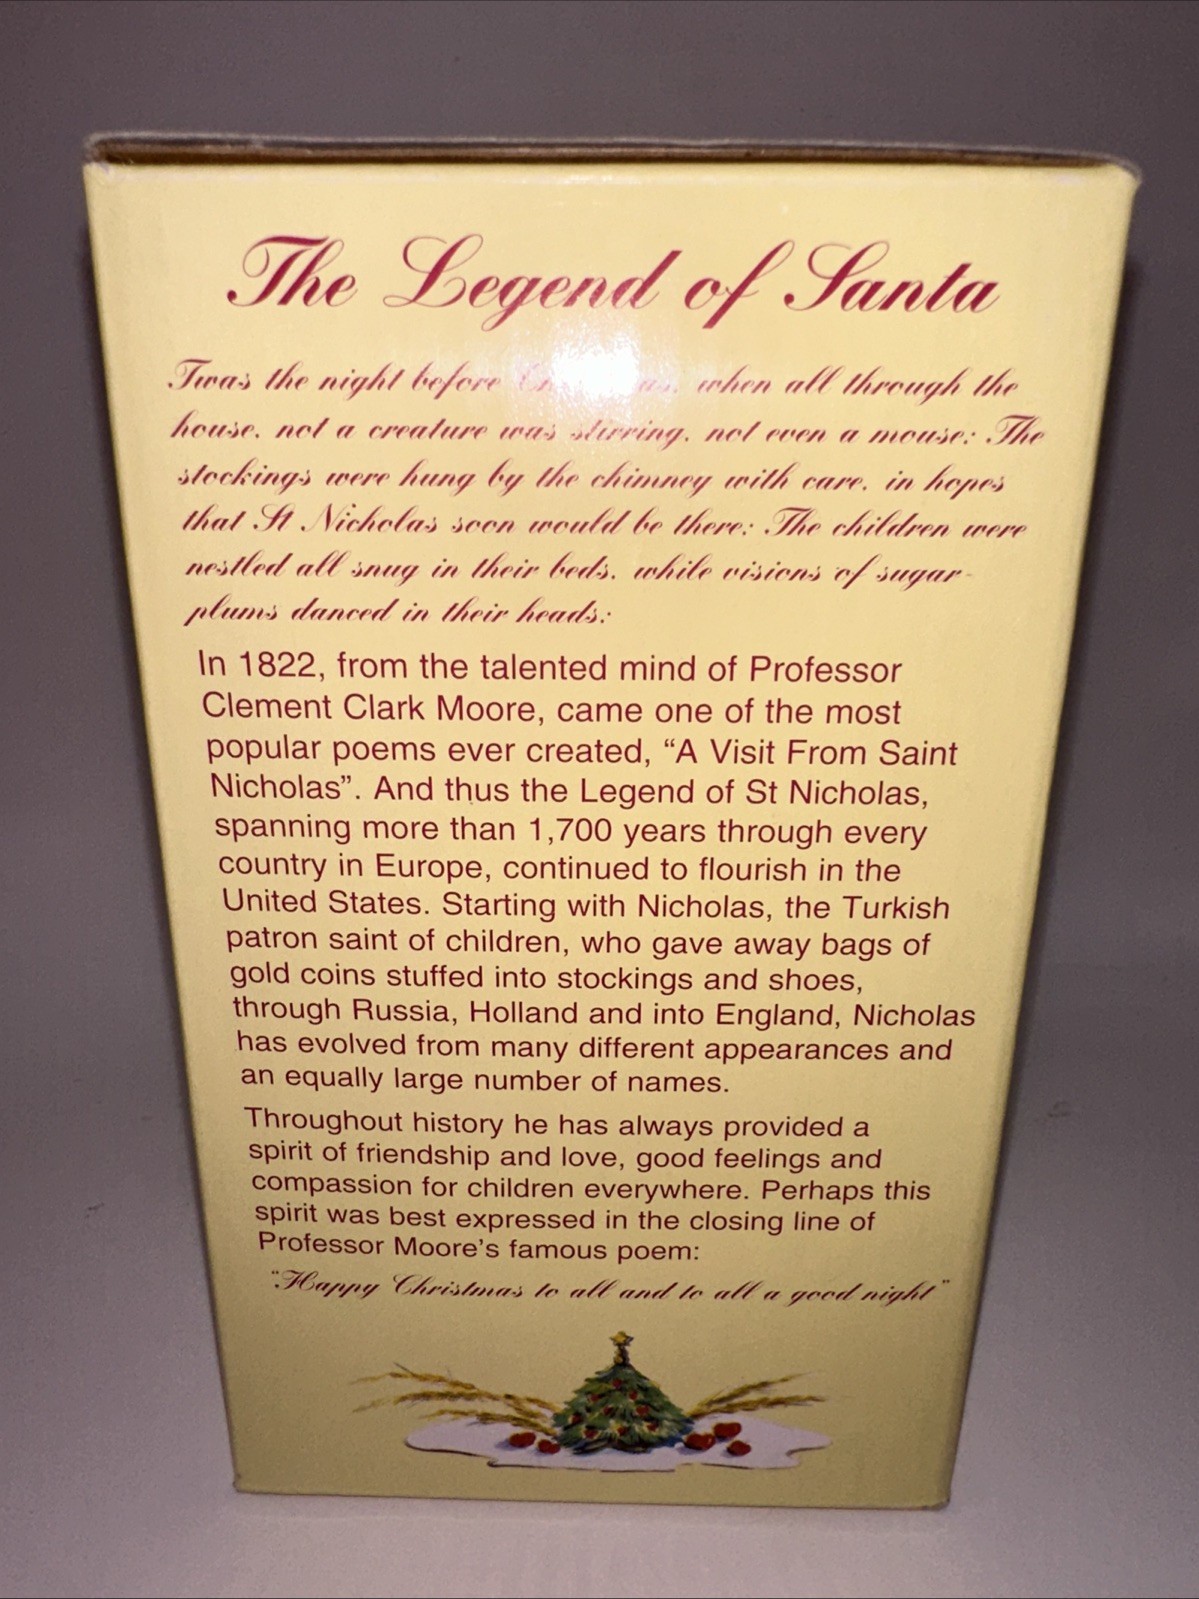 The Legend of Santa
Twas the night before when all through the
house, not a creature was stirring, not even a mouse: The
stockings were hung by the chimney with care, in hopes
that St Nicholas soon would be there: The children were
nestled all snug in their beds, while visions of sugar-
plums danced in their heads:
In 1822, from the talented mind of Professor
Clement Clark Moore, came one of the most
popular poems ever created, “A Visit From Saint
Nicholas”. And thus the Legend of St Nicholas,
spanning more than 1,700 years through every
country in Europe, continued to flourish in the
United States. Starting with Nicholas, the Turkish
patron saint of children, who gave away bags of
gold coins stuffed into stockings and shoes,
through Russia, Holland and into England, Nicholas
has evolved from many different appearances and
an equally large number of names.
Throughout history he has always provided a
spirit of friendship and love, good feelings and
compassion for children everywhere. Perhaps this
spirit was best expressed in the closing line of
Professor Moore’s famous poem:
“Happy Christmas to all and to all a good night”